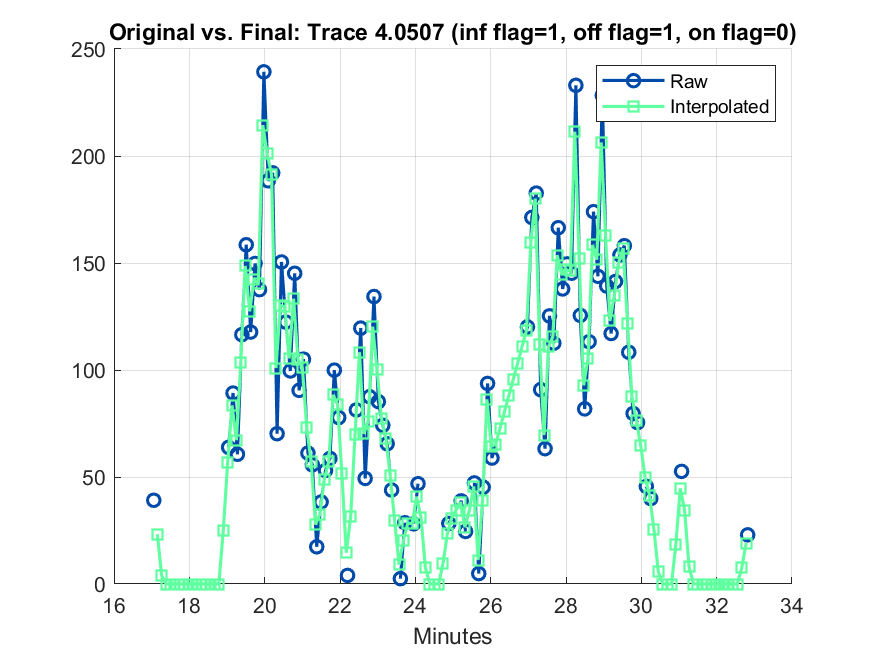 Original vs. Final: Trace 4.0507 (inf flag=1, off flag=1, on flag=0)
250
200
150
100
50
0
Raw
Interpolated
16 18 20 22 24 26 28 30 32 34
Minutes